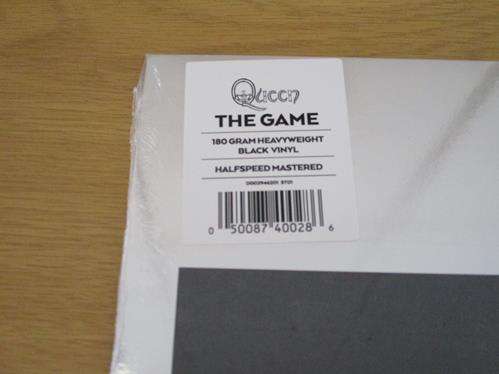 Queen
THE GAME
180 GRAM HEAVYWEIGHT
BLACK VINYL
HALFSPEED MASTERED
0 50087 40028 6